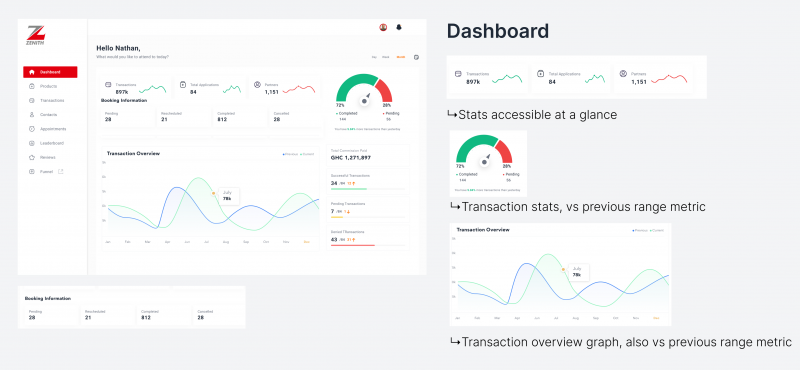 ZENITH
Dashboard
Products
Transactions
Contacts
Appointments
Leaderboard
Reviews
Funnel
Hello Nathan,
What would you like to attend to today?
Day Week Month
Transactions
897k
Total Applications
84
Partners
1,151
Booking Information
Pending
28
Rescheduled
21
Completed
812
Cancelled
28
72%
28%
Completed
144
Pending
56
Transaction Overview
Previous Current
July
78k
Jan Feb Mar Apr Jun Jul Aug Sep Oct Nov Dec
Total Commission Paid
GHC 1,271,897
Successful Transactions
34
Pending Transactions
7
43
Booking Information
Pending
28
Rescheduled
21
Completed
812
Cancelled
28
Dashboard
Transactions
897k
Total Applications
84
Partners
1,151
↳Stats accessible at a glance
72%
28%
Completed
144
Pending
56
↳Transaction stats, vs previous range metric
Transaction Overview
Previous Current
July
78k
Jan Feb Mar Apr Jun Jul Aug Sep Oct Nov
↳Transaction overview graph, also vs previous range metric